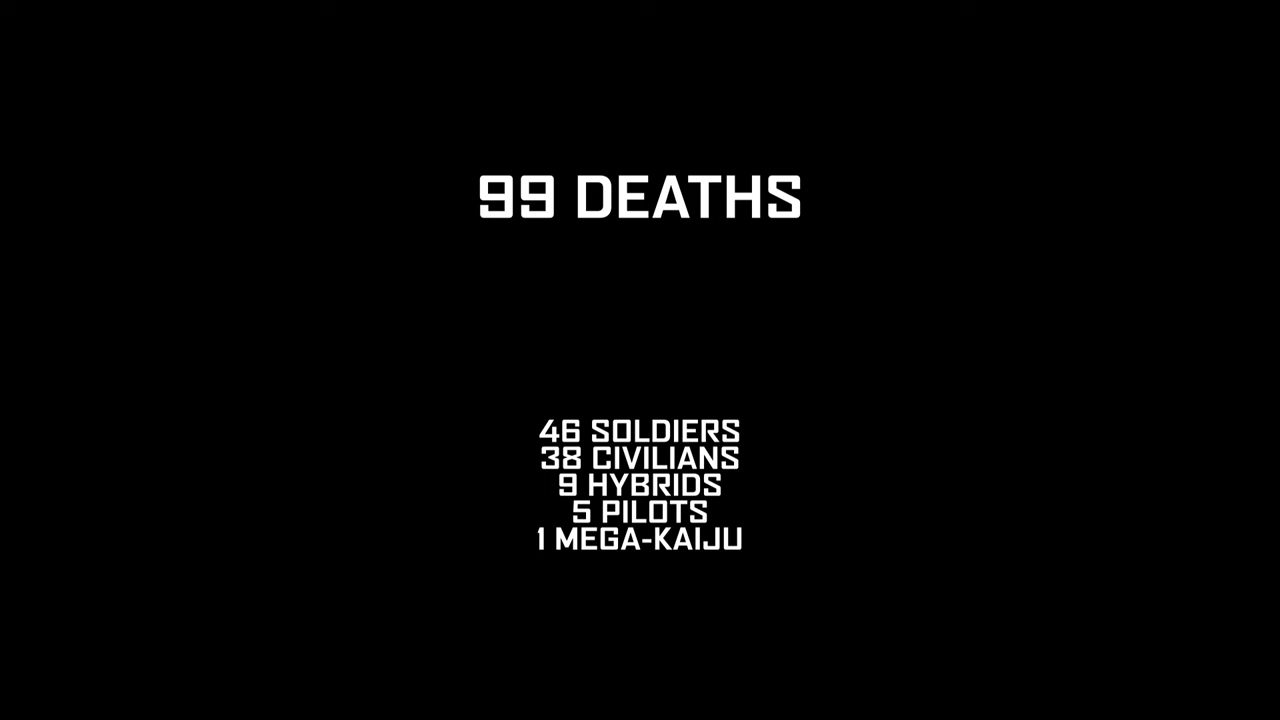 99 DEATHS
46 SOLDIERS
38 CIVILIANS
9 HYBRIDS
5 PILOTS
1 MEGA-KAIJU